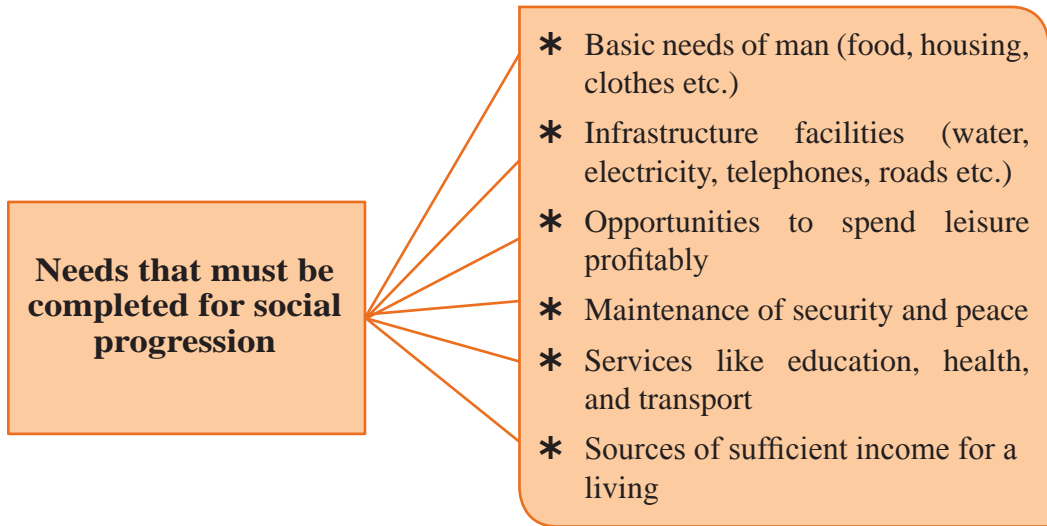 Needs that must be
completed for social
progression
* Basic needs of man (food, housing,
clothes etc.)
* Infrastructure facilities (water,
electricity, telephones, roads etc.)
* Opportunities to spend leisure
profitably
* Maintenance of security and peace
* Services like education, health,
and transport
* Sources of sufficient income for a
living